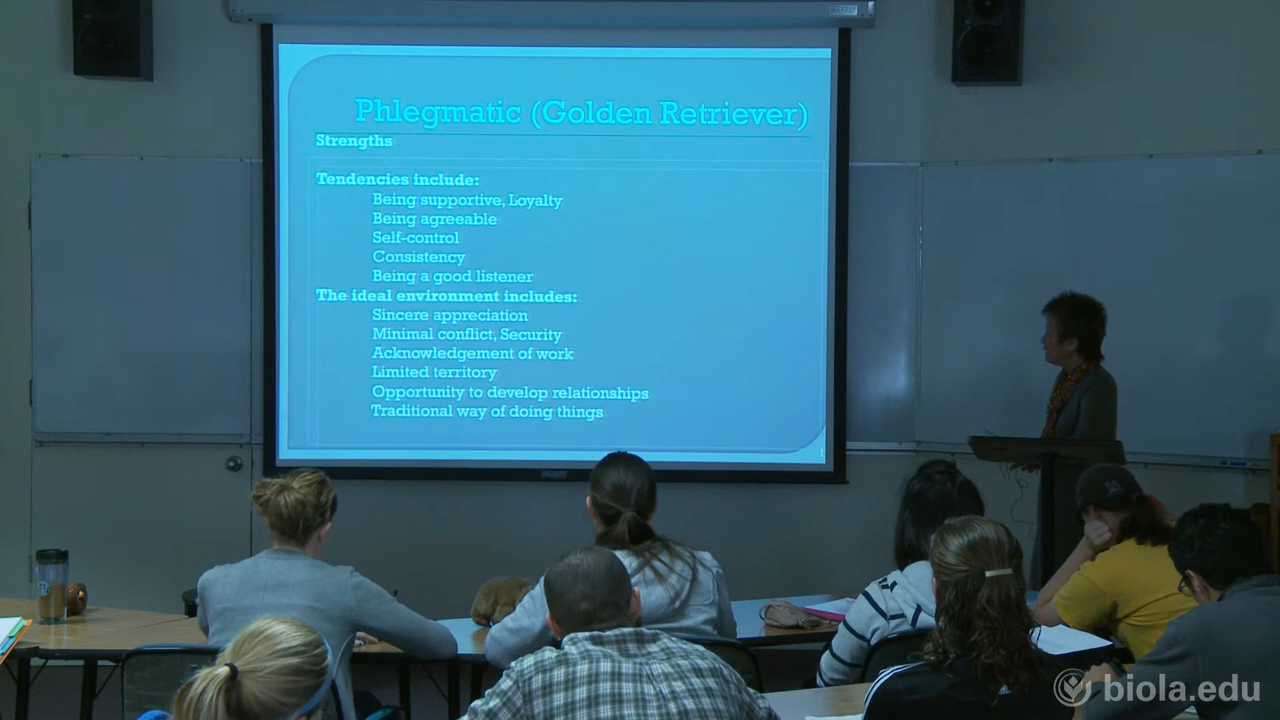 Phlegmatic (Golden Retriever)
Strengths
Tendencies include:
Being supportive, Loyalty
Being agreeable
Self-control
Consistency
Being a good listener
The ideal environment includes:
Sincere appreciation
Minimal conflict, Security
Acknowledgement of work
Limited territory
Opportunity to develop relationships
Traditional way of doing things
biola.edu